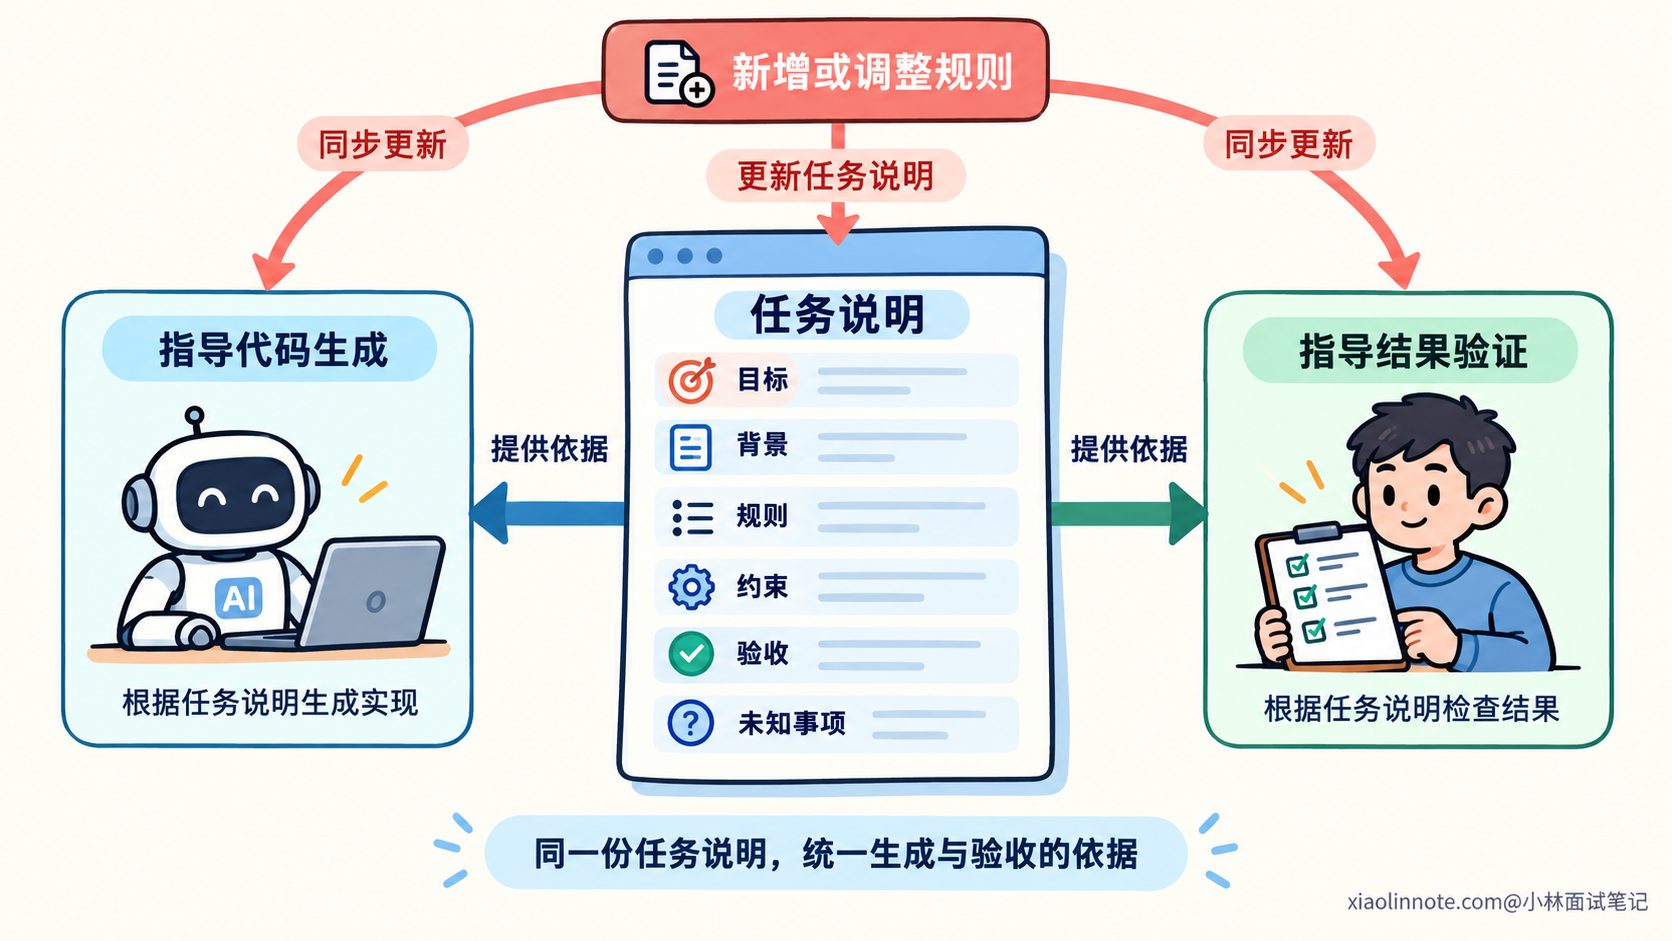 新增或调整规则
同步更新
更新任务说明
同步更新
指导代码生成
AI
根据任务说明生成实现
提供依据
任务说明
目标
背景
规则
约束
验收
未知事项
提供依据
指导结果验证
根据任务说明检查结果
同一份任务说明，统一生成与验收的依据
xiaolinnote.com@小林面试笔记